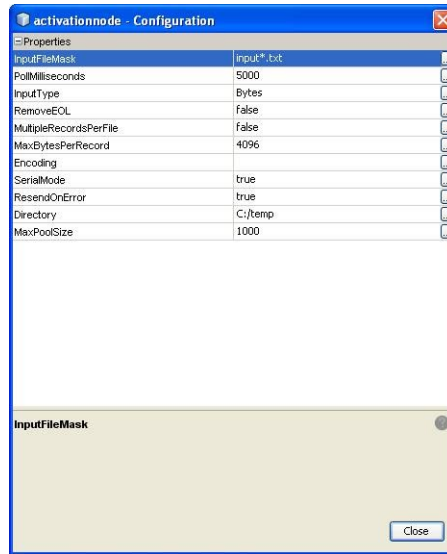 activationnode - Configuration
Properties
InputFileMask input*.txt
PollMilliseconds 5000
InputType Bytes
RemoveEOL false
MultipleRecordsPerFile false
MaxBytesPerRecord 4096
Encoding
SerialMode true
ResendOnError true
Directory C:/temp
MaxPoolSize 1000
InputFileMask
Close